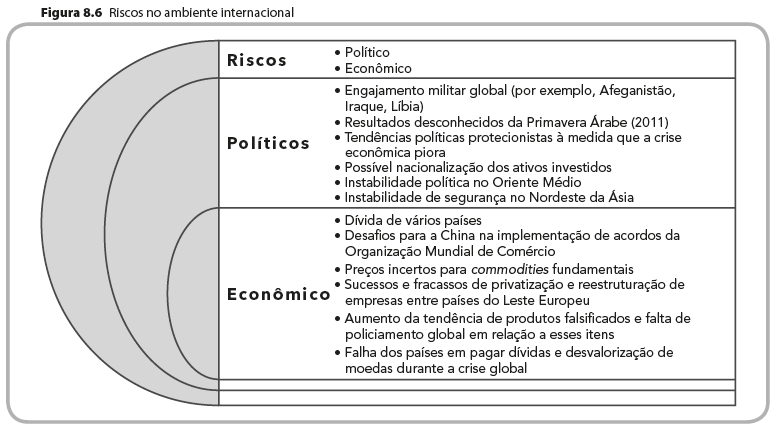 Figura 8.6 Riscos no ambiente internacional
Riscos
• Político
• Econômico
Políticos
• Engajamento militar global (por exemplo, Afeganistão,
Iraque, Líbia)
• Resultados desconhecidos da Primavera Árabe (2011)
• Tendências políticas protecionistas à medida que a crise
econômica piora
• Possível nacionalização dos ativos investidos
• Instabilidade política no Oriente Médio
• Instabilidade de segurança no Nordeste da Ásia
Econômico
• Dívida de vários países
• Desafios para a China na implementação de acordos da
Organização Mundial de Comércio
• Preços incertos para commodities fundamentais
• Sucessos e fracassos de privatização e reestruturação de
empresas entre países do Leste Europeu
• Aumento da tendência de produtos falsificados e falta de
policiamento global em relação a esses itens
• Falha dos países em pagar dívidas e desvalorização de
moedas durante a crise global